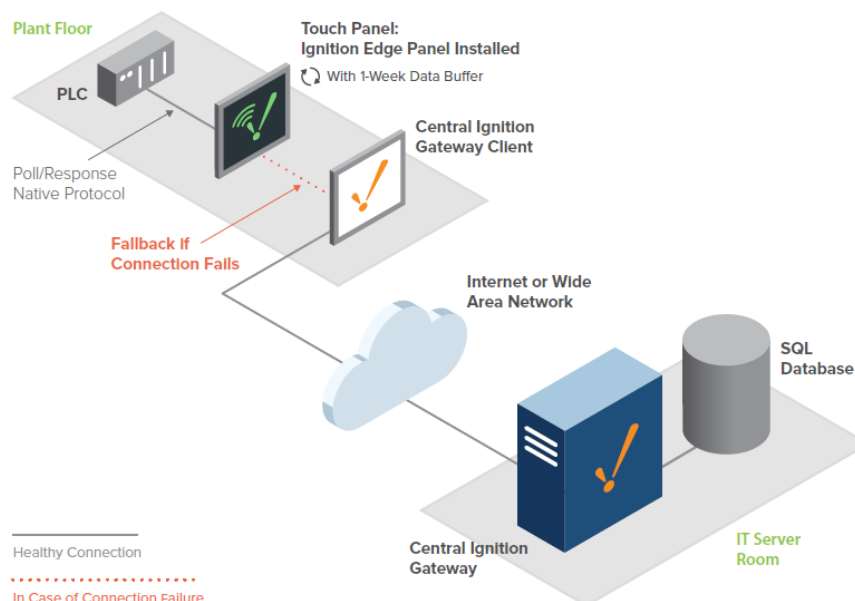 Plant Floor
Touch Panel:
Ignition Edge Panel Installed
With 1-Week Data Buffer
PLC
Central Ignition
Gateway Client
Poll/Response
Native Protocol
Fallback if
Connection Fails
Internet or Wide
Area Network
SQL
Database
Central Ignition
Gateway
IT Server
Room
Healthy Connection
In Case of Connection Failure